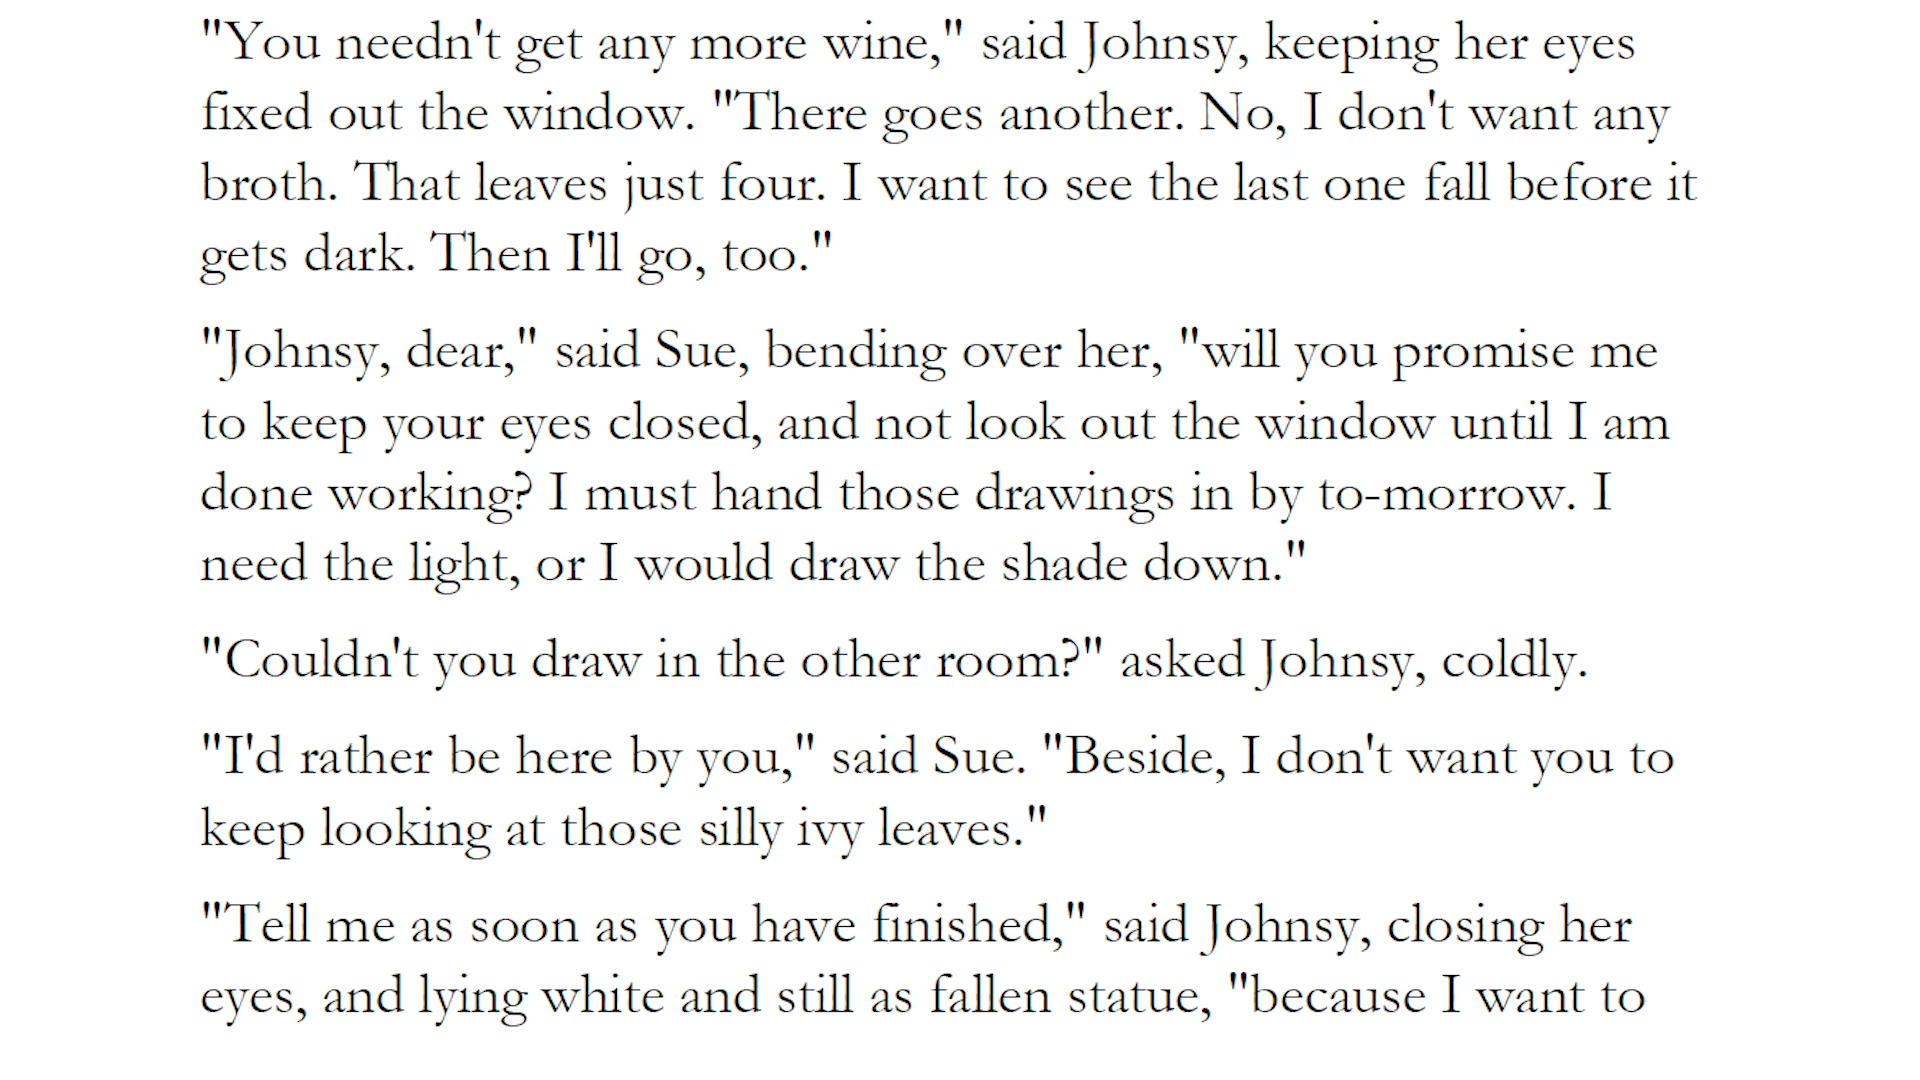 "You needn't get any more wine," said Johnsy, keeping her eyes
fixed out the window. "There goes another. No, I don't want any
broth. That leaves just four. I want to see the last one fall before it
gets dark. Then I'll go, too."
"Johnsy, dear," said Sue, bending over her, "will you promise me
to keep your eyes closed, and not look out the window until I am
done working? I must hand those drawings in by to-morrow. I
need the light, or I would draw the shade down."
"Couldn't you draw in the other room?" asked Johnsy, coldly.
"I'd rather be here by you," said Sue. "Beside, I don't want you to
keep looking at those silly ivy leaves."
"Tell me as soon as you have finished," said Johnsy, closing her
eyes, and lying white and still as fallen statue, "because I want to